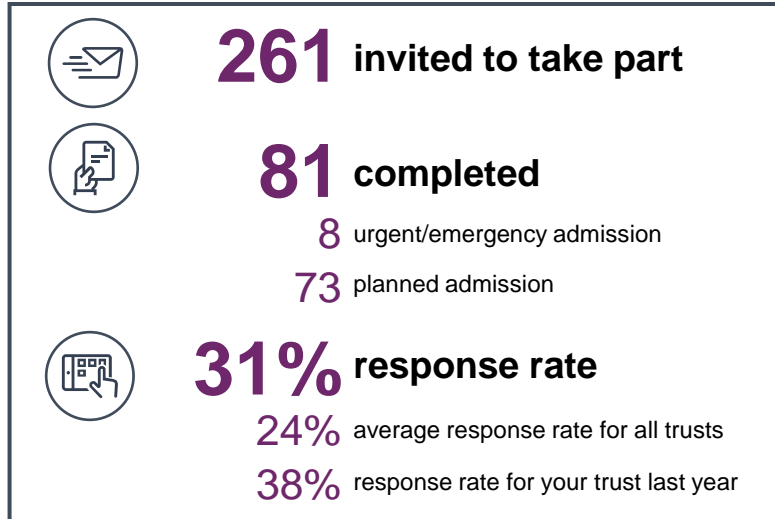 261 invited to take part
81 completed
8 urgent/emergency admission
73 planned admission
31% response rate
24% average response rate for all trusts
38% response rate for your trust last year